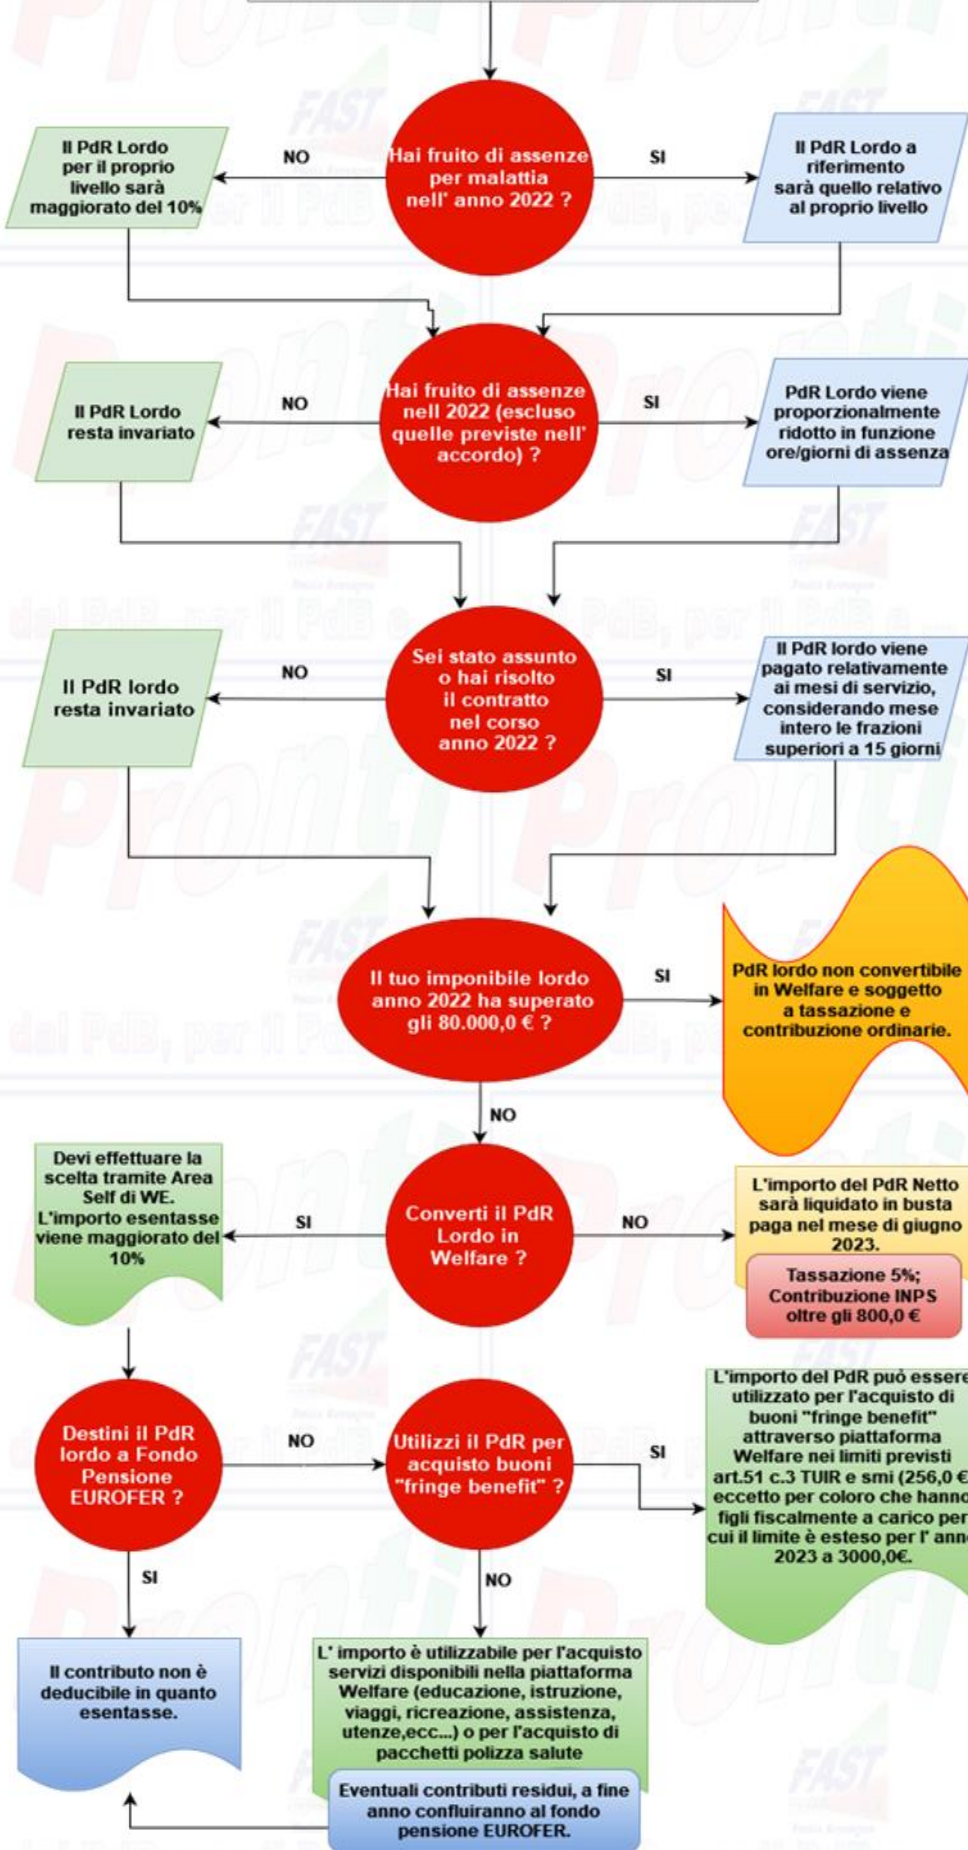 Hai fruito di assenze
per malattia
nell' anno 2022 ?
NO
SI
Il PdR Lordo
per il proprio
livello sarà
maggiorato del 10%
Il PdR Lordo a
riferimento
sarà quello relativo
al proprio livello
Hai fruito di assenze
nell 2022 (escluso
quelle previste nell'
accordo) ?
NO
SI
Il PdR Lordo
resta invariato
PdR Lordo viene
proporzionalmente
ridotto in funzione
ore/giorni di assenza
Sei stato assunto
o hai risolto
il contratto
nel corso
anno 2022 ?
NO
SI
Il PdR lordo
resta invariato
Il PdR lordo viene
pagato relativamente
ai mesi di servizio,
considerando mese
intero le frazioni
superiori a 15 giorni
Il tuo imponibile lordo
anno 2022 ha superato
gli 80.000,0 € ?
SI
PdR lordo non convertibile
in Welfare e soggetto
a tassazione e
contribuzione ordinarie.
NO
Converti il PdR
Lordo in
Welfare ?
SI
NO
Devi effettuare la
scelta tramite Area
Self di WE.
L'importo esentasse
viene maggiorato del
10%
L'importo del PdR Netto
sarà liquidato in busta
paga nel mese di giugno
2023.
Tassazione 5%;
Contribuzione INPS
oltre gli 800,0 €
Destini il PdR
lordo a Fondo
Pensione
EUROFER ?
NO
Utilizzi il PdR per
acquisto buoni
"fringe benefit" ?
SI
L'importo del PdR può essere
utilizzato per l'acquisto di
buoni "fringe benefit"
attraverso piattaforma
Welfare nei limiti previsti
art.51 c.3 TUIR e smi (256,0 €
eccetto per coloro che hanno
figli fiscalmente a carico per
cui il limite è esteso per l' anno
2023 a 3000,0€.
SI
NO
Il contributo non è
deducibile in quanto
esentasse.
L' importo è utilizzabile per l'acquisto
servizi disponibili nella piattaforma
Welfare (educazione, istruzione,
viaggi, ricreazione, assistenza,
utenze,ecc...) o per l'acquisto di
pacchetti polizza salute
Eventuali contributi residui, a fine
anno confluiranno al fondo
pensione EUROFER.
Pronti
FAST
dal PdB, per il PdB e ...